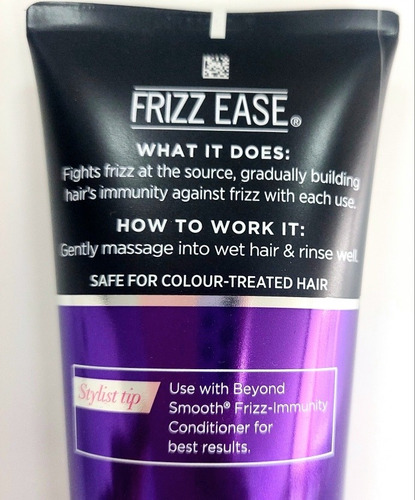 FRIZZ EASE®
WHAT IT DOES:
Fights frizz at the source, gradually building
hair's immunity against frizz with each use.
HOW TO WORK IT:
Gently massage into wet hair & rinse well.
SAFE FOR COLOUR-TREATED HAIR
Stylist tip
Use with Beyond
Smooth® Frizz-Immunity
Conditioner for
best results.